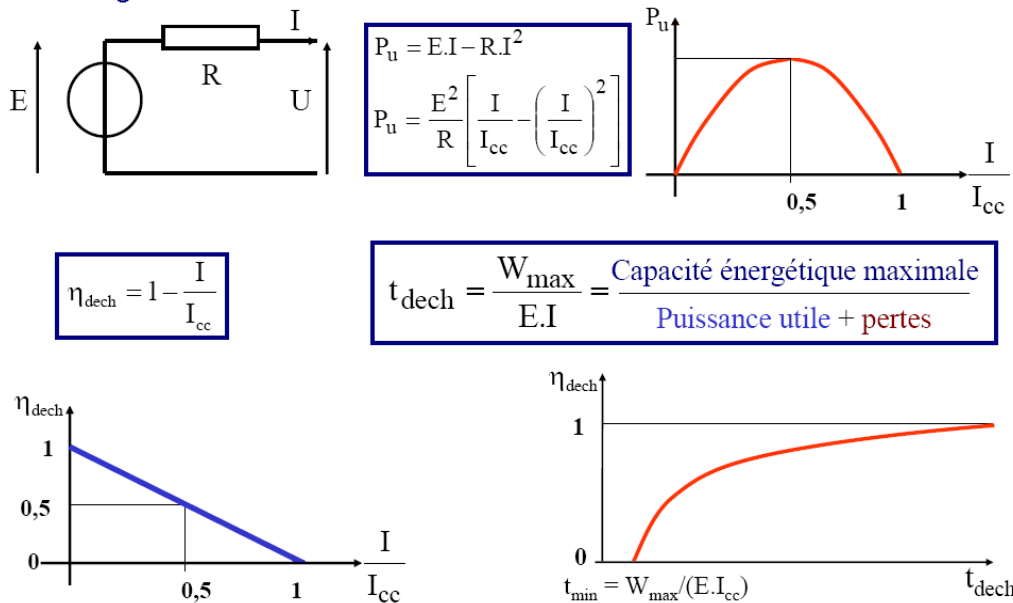 I
E
R
U
P_u = E.I – R.I²
P_u = E²/R [ I/I_cc – ( I/I_cc )² ]
P_u
0,5
1
I/I_cc
η_dech = 1 – I/I_cc
t_dech = W_max/E.I = Capacité énergétique maximale/Puissance utile + pertes
η_dech
1
0,5
0
0,5
1
I/I_cc
η_dech
1
0
t_min = W_max/(E.I_cc)
t_dech